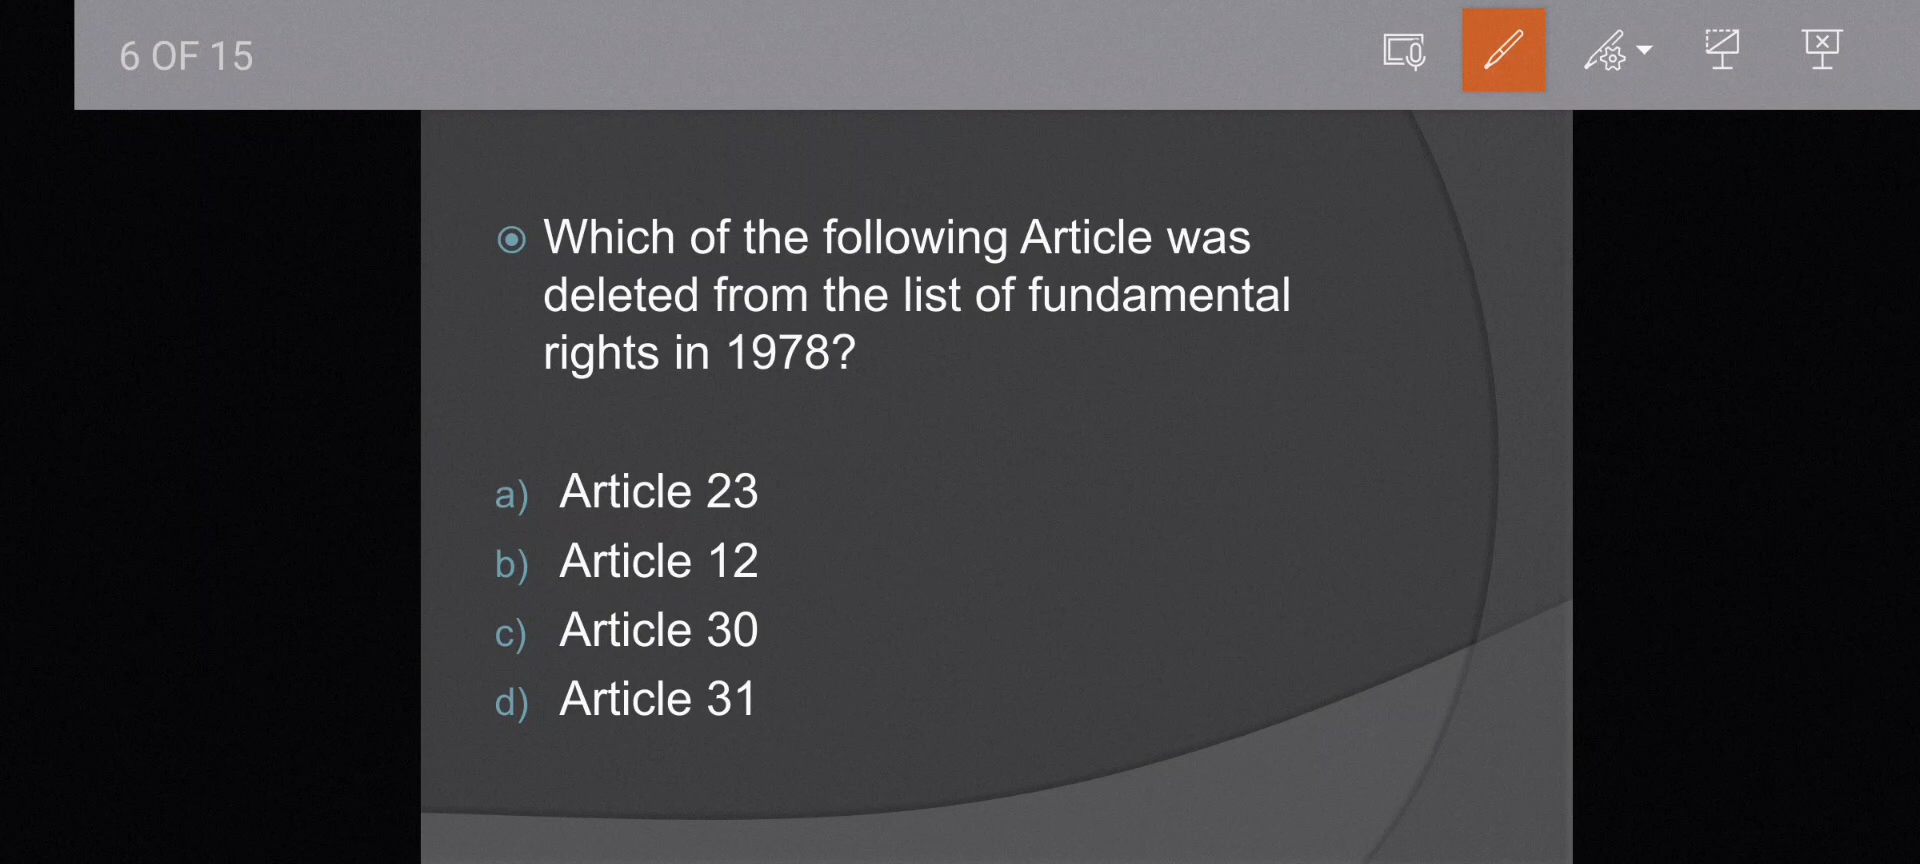 6 OF 15
Which of the following Article was
deleted from the list of fundamental
rights in 1978?
a) Article 23
b) Article 12
c) Article 30
d) Article 31